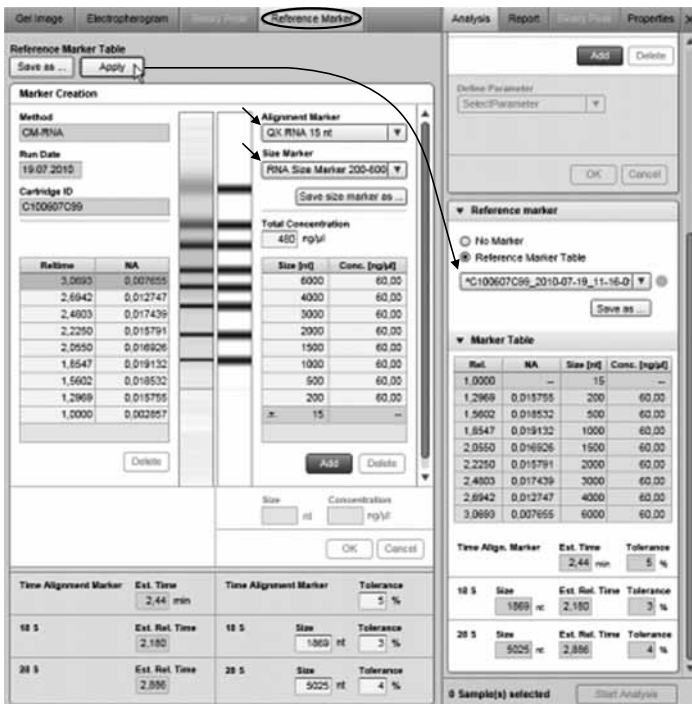 Gel Image Electropherogram Binary Peak Reference Marker
Reference Marker Table
Save as ... Apply
Marker Creation
Method
CM-RNA
Run Date
19.07.2010
Cartridge ID
C100607C99
Reltime NA
3,0693 0,007655
2,6942 0,012747
2,4803 0,017439
2,2250 0,015791
2,0550 0,016926
1,8547 0,019132
1,5602 0,018532
1,2969 0,015755
1,0000 0,002857
Delete
Alignment Marker
QX RNA 15 nt
Size Marker
RNA Size Marker 200-600
Save size marker as ...
Total Concentration
480 ng/µl
Size [nt] Conc. [ng/µl]
6000 60,00
4000 60,00
3000 60,00
2000 60,00
1500 60,00
1000 60,00
500 60,00
200 60,00
15 --
Add Delete
Size Concentration
nt ng/µl
OK Cancel
Time Alignment Marker Est. Time
2,44 min
18 S Est. Rel. Time
2,180
28 S Est. Rel. Time
2,886
Time Alignment Marker Tolerance
5 %
18 S Size Tolerance
1869 nt 3 %
28 S Size Tolerance
5025 nt 4 %
Analysis Report Binary Peak Properties
Add Delete
Define Parameter
SelectParameter
OK Cancel
Reference marker
No Marker
Reference Marker Table
*C100607C99_2010-07-19_11-16-0
Save as ...
Marker Table
Rel. NA Size [nt] Conc. [ng/µl]
1,0000 -- 15 --
1,2969 0,015755 200 60,00
1,5602 0,018532 500 60,00
1,8547 0,019132 1000 60,00
2,0550 0,016926 1500 60,00
2,2250 0,015791 2000 60,00
2,4803 0,017439 3000 60,00
2,6942 0,012747 4000 60,00
3,0693 0,007655 6000 60,00
Time Align. Marker Est. Time Tolerance
2,44 min 5 %
18 S Size Est. Rel. Time Tolerance
1869 nt 2,180 3 %
28 S Size Est. Rel. Time Tolerance
5025 nt 2,886 4 %
0 Sample(s) selected Start Analysis